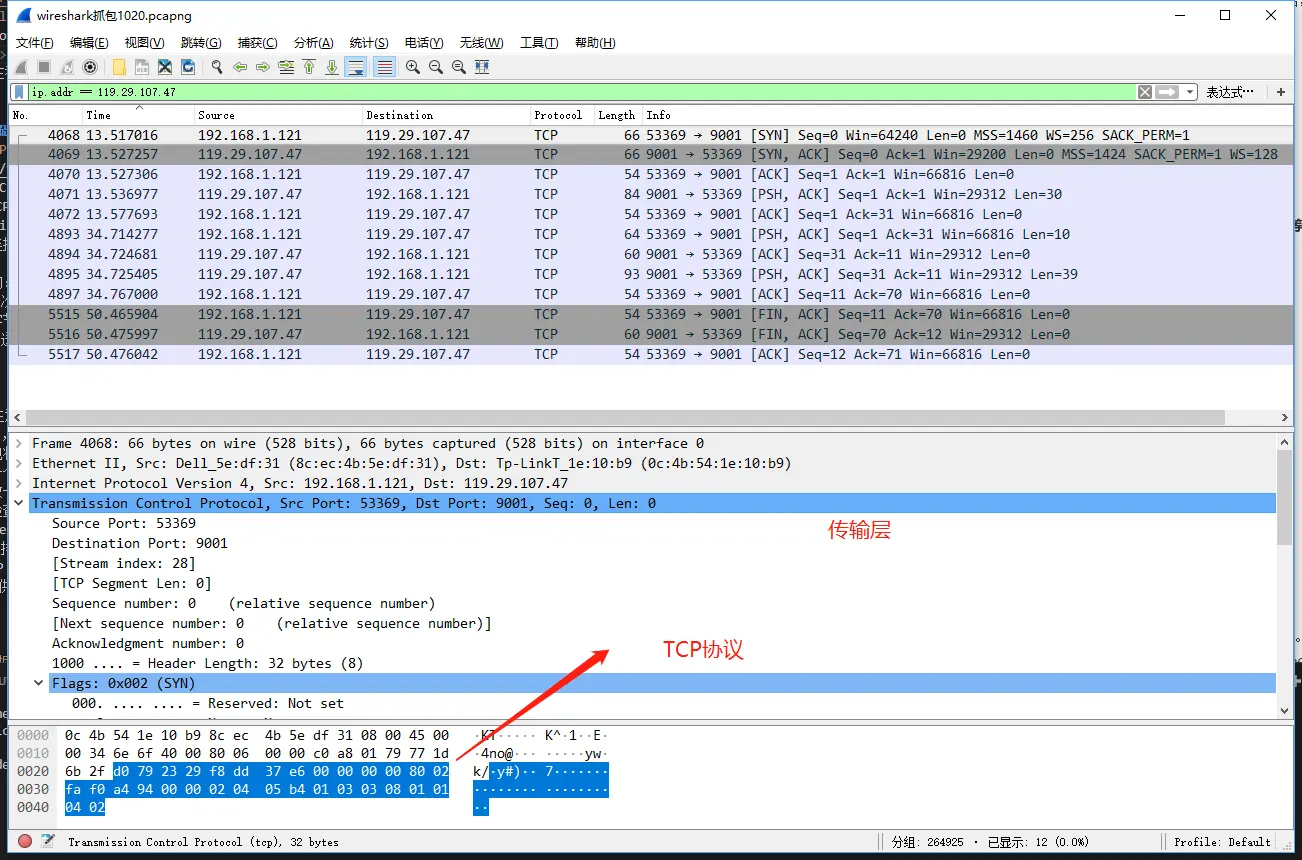 wireshark抓包1020.pcapng
文件(F) 编辑(E) 视图(V) 跳转(G) 捕获(C) 分析(A) 统计(S) 电话(Y) 无线(W) 工具(T) 帮助(H)
ip.addr == 119.29.107.47 表达式… +
No. Time Source Destination Protocol Length Info
4068 13.517016 192.168.1.121 119.29.107.47 TCP 66 53369 → 9001 [SYN] Seq=0 Win=64240 Len=0 MSS=1460 WS=256 SACK_PERM=1
4069 13.527257 119.29.107.47 192.168.1.121 TCP 66 9001 → 53369 [SYN, ACK] Seq=0 Ack=1 Win=29200 Len=0 MSS=1424 SACK_PERM=1 WS=128
4070 13.527306 192.168.1.121 119.29.107.47 TCP 54 53369 → 9001 [ACK] Seq=1 Ack=1 Win=66816 Len=0
4071 13.536977 119.29.107.47 192.168.1.121 TCP 84 9001 → 53369 [PSH, ACK] Seq=1 Ack=1 Win=29312 Len=30
4072 13.577693 192.168.1.121 119.29.107.47 TCP 54 53369 → 9001 [ACK] Seq=1 Ack=31 Win=66816 Len=0
4893 34.714277 192.168.1.121 119.29.107.47 TCP 64 53369 → 9001 [PSH, ACK] Seq=1 Ack=31 Win=66816 Len=10
4894 34.724681 119.29.107.47 192.168.1.121 TCP 60 9001 → 53369 [ACK] Seq=31 Ack=11 Win=29312 Len=0
4895 34.725405 119.29.107.47 192.168.1.121 TCP 93 9001 → 53369 [PSH, ACK] Seq=31 Ack=11 Win=29312 Len=39
4897 34.767000 192.168.1.121 119.29.107.47 TCP 54 53369 → 9001 [ACK] Seq=11 Ack=70 Win=66816 Len=0
5515 50.465904 192.168.1.121 119.29.107.47 TCP 54 53369 → 9001 [FIN, ACK] Seq=11 Ack=70 Win=66816 Len=0
5516 50.475997 119.29.107.47 192.168.1.121 TCP 60 9001 → 53369 [FIN, ACK] Seq=70 Ack=12 Win=29312 Len=0
5517 50.476042 192.168.1.121 119.29.107.47 TCP 54 53369 → 9001 [ACK] Seq=12 Ack=71 Win=66816 Len=0
Frame 4068: 66 bytes on wire (528 bits), 66 bytes captured (528 bits) on interface 0
Ethernet II, Src: Dell_5e:df:31 (8c:ec:4b:5e:df:31), Dst: Tp-LinkT_1e:10:b9 (0c:4b:54:1e:10:b9)
Internet Protocol Version 4, Src: 192.168.1.121, Dst: 119.29.107.47
Transmission Control Protocol, Src Port: 53369, Dst Port: 9001, Seq: 0, Len: 0
Source Port: 53369
传输层
Destination Port: 9001
[Stream index: 28]
[TCP Segment Len: 0]
Sequence number: 0 (relative sequence number)
[Next sequence number: 0 (relative sequence number)]
Acknowledgment number: 0
TCP协议
1000 .... = Header Length: 32 bytes (8)
Flags: 0x002 (SYN)
000. .... .... = Reserved: Not set
0000 0c 4b 54 1e 10 b9 8c ec 4b 5e df 31 08 00 45 00 ·KT····· K^·1··E·
0010 00 34 6e 6f 40 00 80 06 00 00 c0 a8 01 79 77 1d ·4no@··· ·····yw·
0020 6b 2f d0 79 23 29 f8 dd 37 e6 00 00 00 00 80 02 k/·y#)·· 7·······
0030 fa f0 a4 94 00 00 02 04 05 b4 01 03 03 08 01 01 ········ ········
0040 04 02 ··
Transmission Control Protocol (tcp), 32 bytes 分组: 264925 · 已显示: 12 (0.0%) Profile: Default